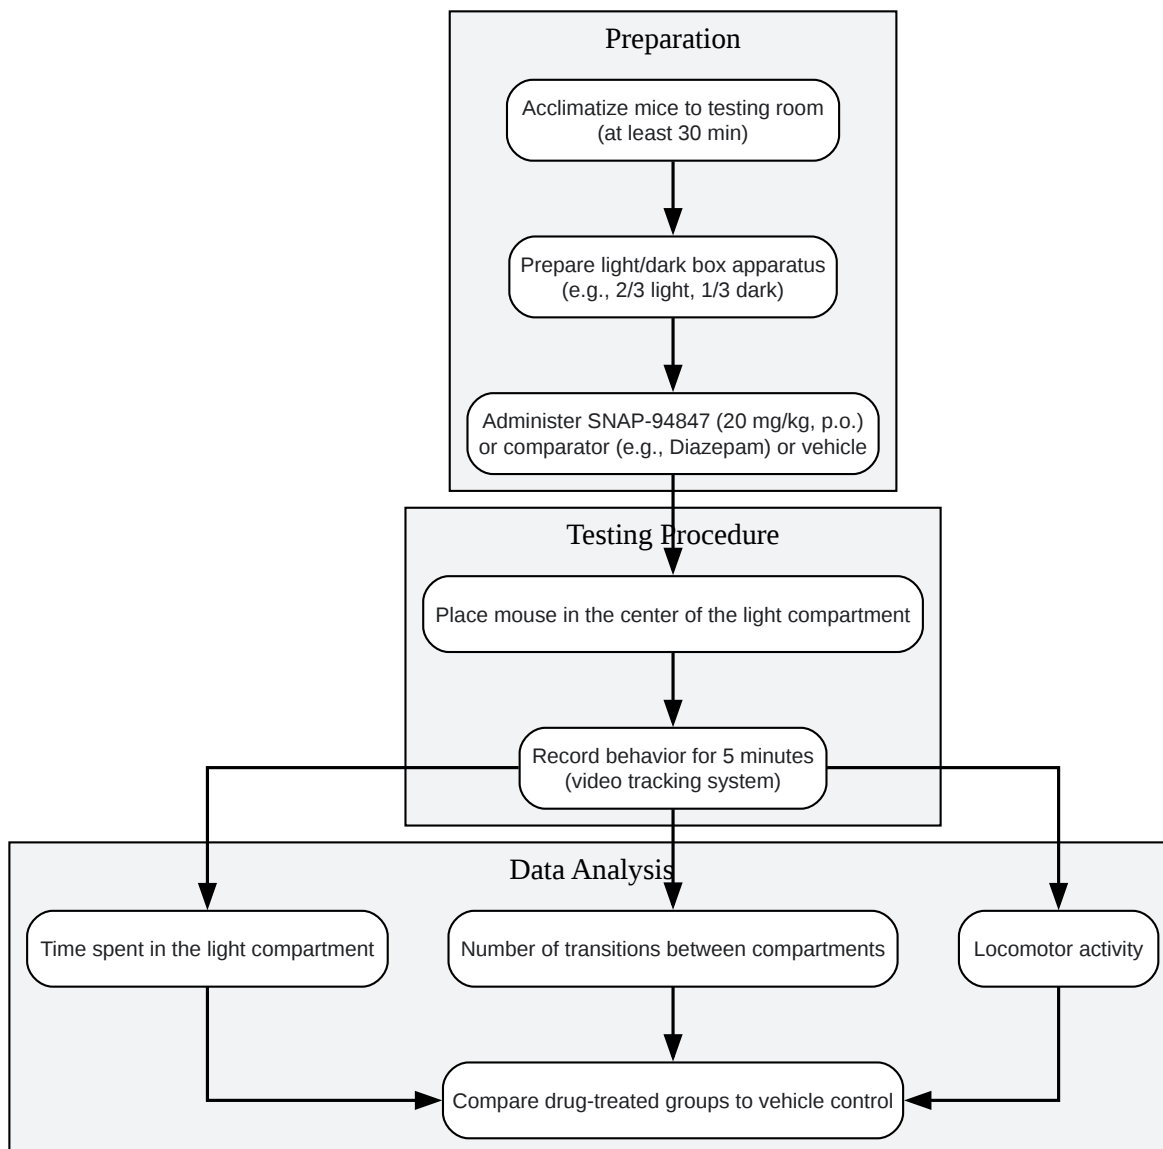 Preparation
Acclimatize mice to testing room
(at least 30 min)
Prepare light/dark box apparatus
(e.g., 2/3 light, 1/3 dark)
Administer SNAP-94847 (20 mg/kg, p.o.)
or comparator (e.g., Diazepam) or vehicle
Testing Procedure
Place mouse in the center of the light compartment
Record behavior for 5 minutes
(video tracking system)
Data Analysis
Time spent in the light compartment
Number of transitions between compartments
Locomotor activity
Compare drug-treated groups to vehicle control